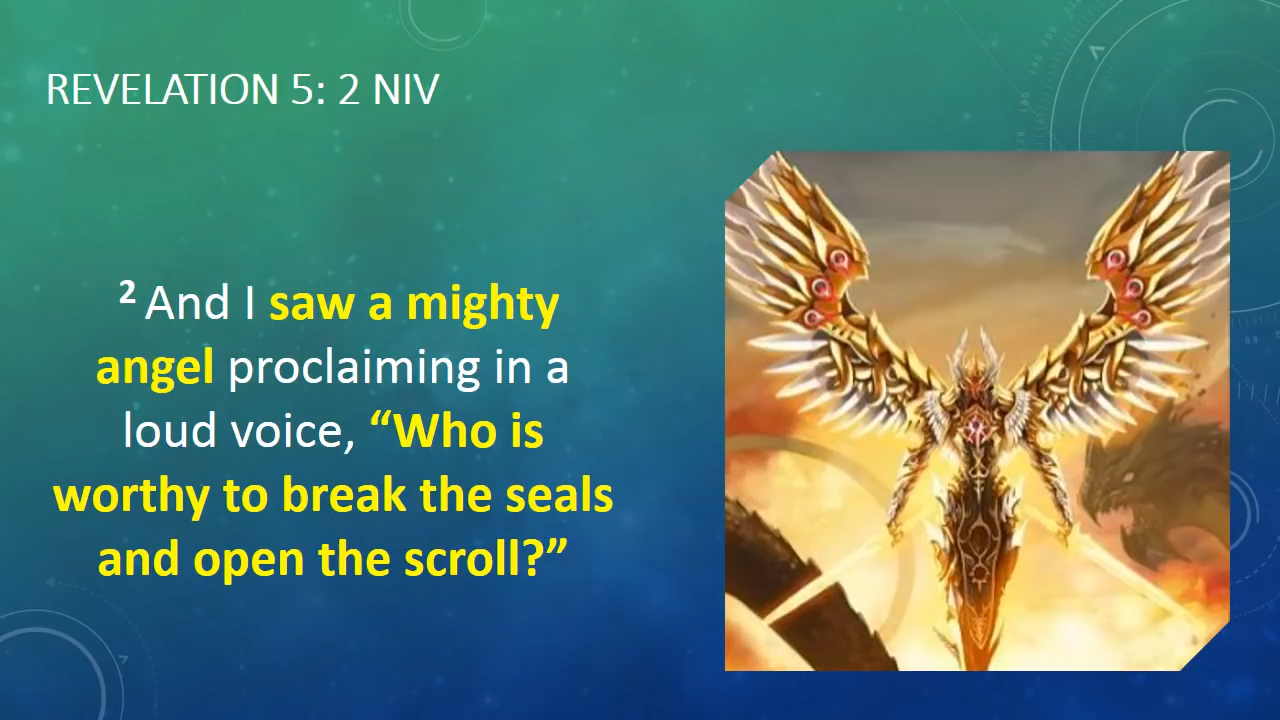 REVELATION 5: 2 NIV
2 And I saw a mighty
angel proclaiming in a
loud voice, “Who is
worthy to break the seals
and open the scroll?”